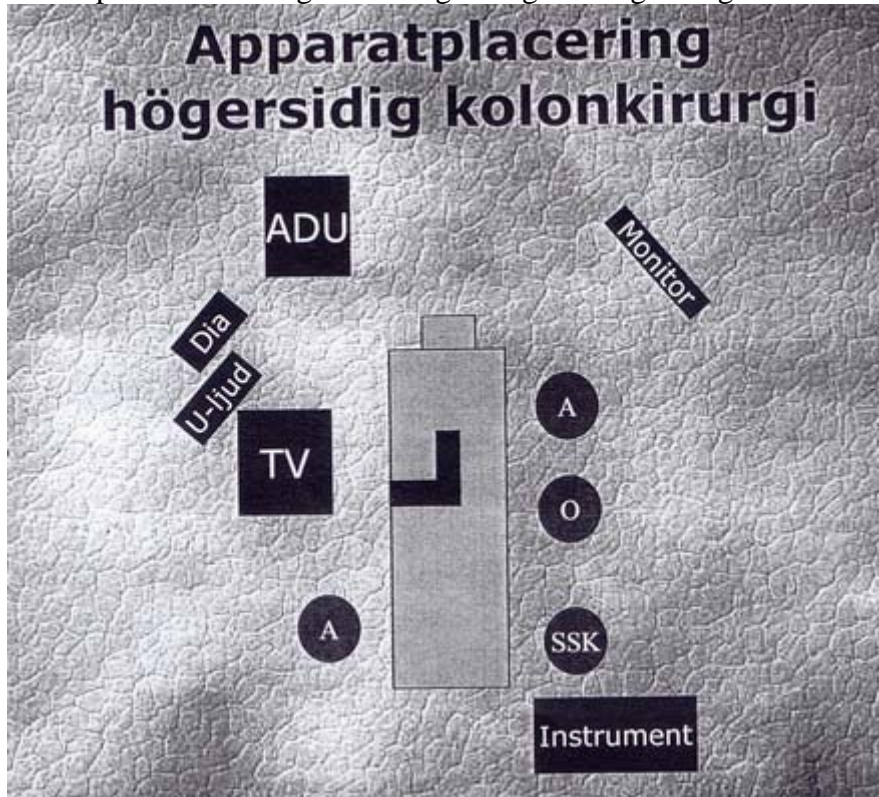 Apparatplacering
högersidig kolonkirurgi
ADU
Monitor
Dia
U-ljud
TV
A
O
A
SSK
Instrument